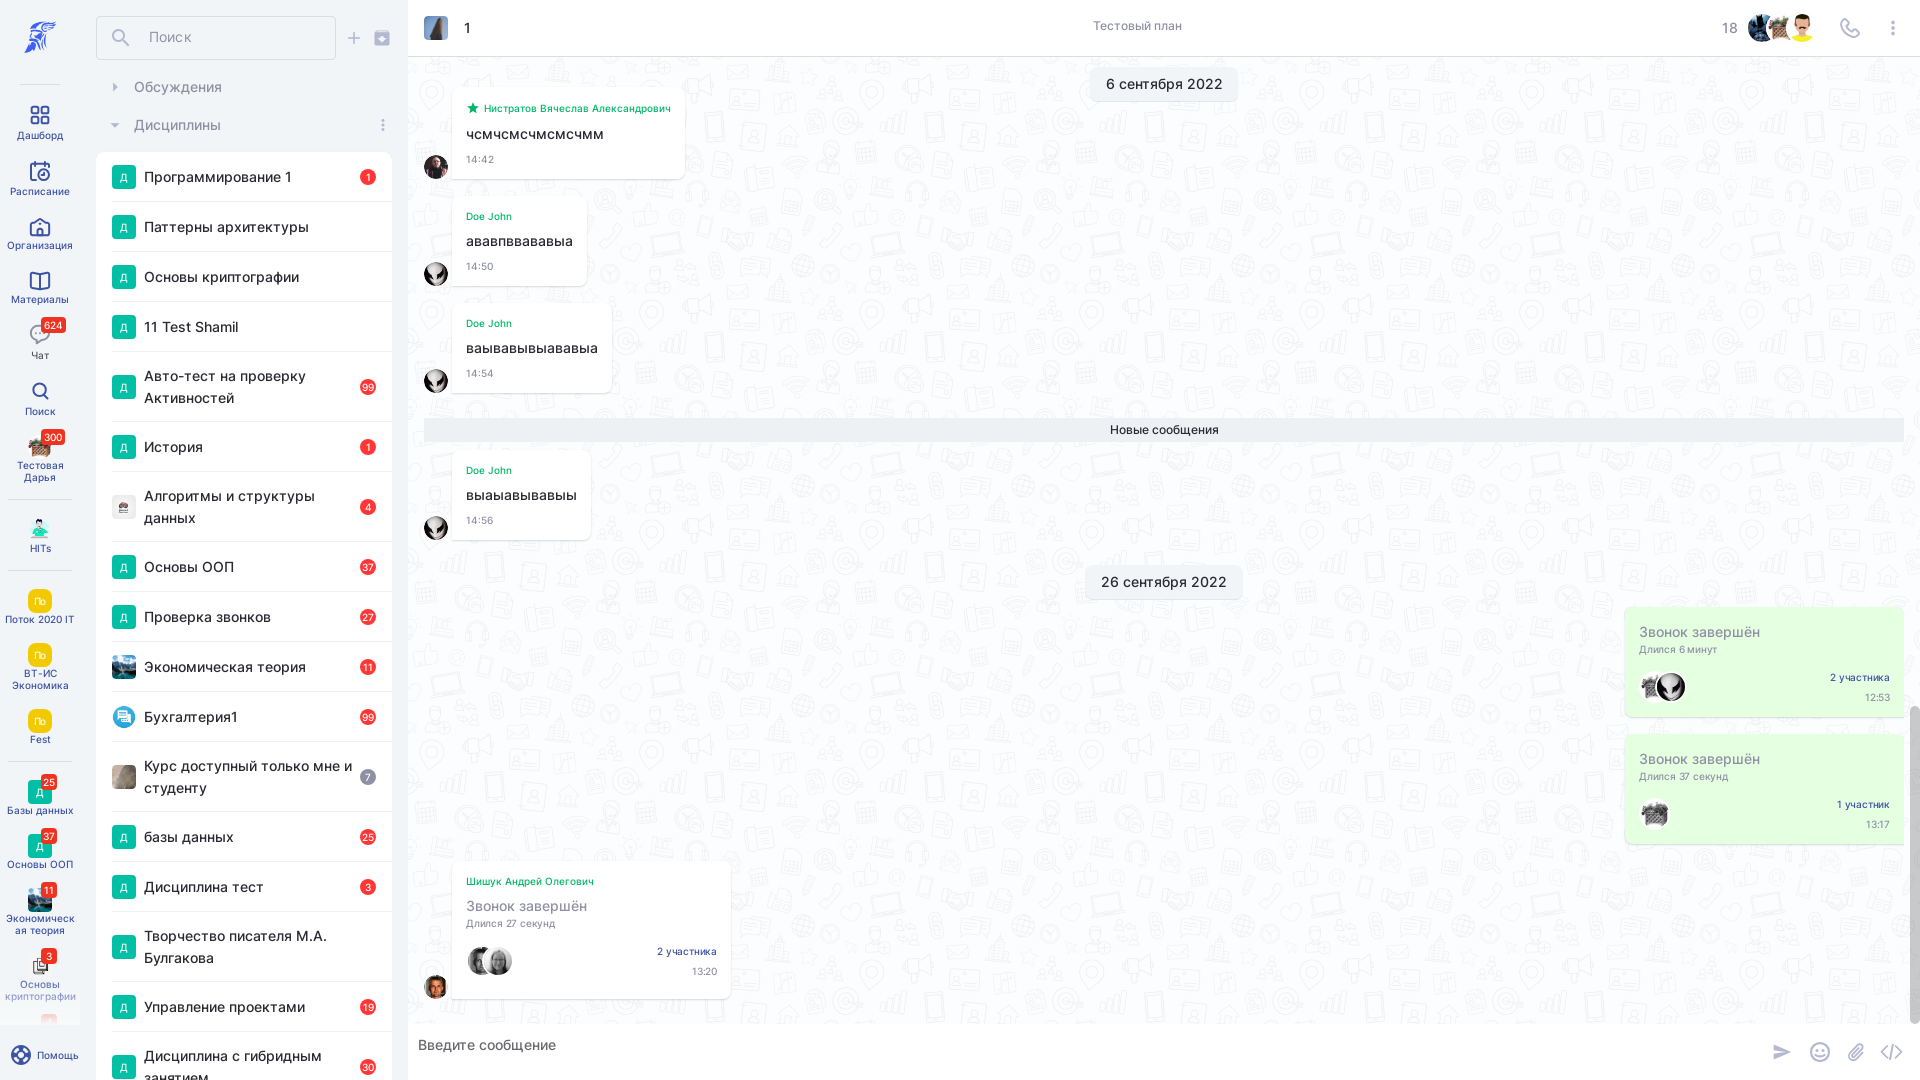 Дашборд
Расписание
Организация
Материалы
624
Чат
Поиск
300
Тестовая
Дарья
HITs
По
Поток 2020 IT
По
ВТ-ИС
Экономика
По
Fest
25
Д
Базы данных
37
Д
Основы ООП
11
Экономическ
ая теория
3
Основы
криптографии
Помощь
Поиск
Обсуждения
Дисциплины
Д Программирование 1 1
Д Паттерны архитектуры
Д Основы криптографии
Д 11 Test Shamil
Авто-тест на проверку
Д Активностей 99
Д История 1
Алгоритмы и структуры
данных 4
Д Основы ООП 37
Д Проверка звонков 27
Экономическая теория 11
Бухгалтерия1 99
Курс доступный только мне и
студенту 7
Д базы данных 25
Д Дисциплина тест 3
Творчество писателя М.А.
Д Булгакова
Д Управление проектами 19
Дисциплина с гибридным
Д занятием 30
1
Тестовый план
18
6 сентября 2022
Нистратов Вячеслав Александрович
чсмчсмсчмсмсчмм
14:42
Doe John
ававпввававыа
14:50
Doe John
ваывавывыававыа
14:54
Новые сообщения
Doe John
выаыавывавыы
14:56
26 сентября 2022
Звонок завершён
Длился 6 минут
2 участника
12:53
Звонок завершён
Длился 37 секунд
1 участник
13:17
Шишук Андрей Олегович
Звонок завершён
Длился 27 секунд
2 участника
13:20
Введите сообщение